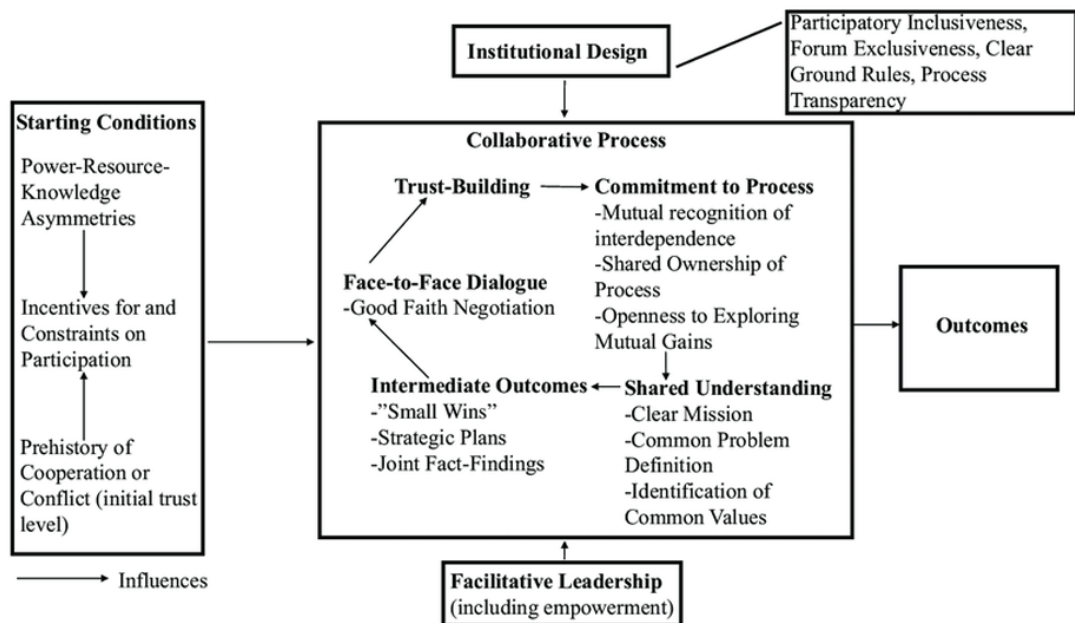 Institutional Design
Participatory Inclusiveness,
Forum Exclusiveness, Clear
Ground Rules, Process
Transparency
Starting Conditions
Power-Resource-
Knowledge
Asymmetries
Incentives for and
Constraints on
Participation
Prehistory of
Cooperation or
Conflict (initial trust
level)
Influences
Collaborative Process
Trust-Building
Commitment to Process
-Mutual recognition of
interdependence
-Shared Ownership of
Process
-Openness to Exploring
Mutual Gains
Face-to-Face Dialogue
-Good Faith Negotiation
Intermediate Outcomes
-”Small Wins”
-Strategic Plans
-Joint Fact-Findings
Shared Understanding
-Clear Mission
-Common Problem
Definition
-Identification of
Common Values
Outcomes
Facilitative Leadership
(including empowerment)